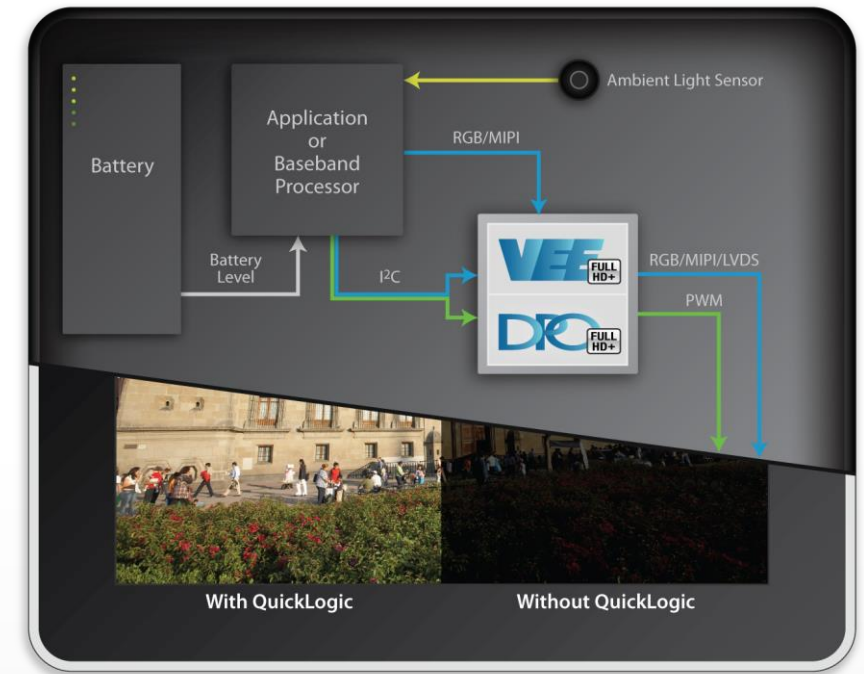 Ambient Light Sensor
Application
or
Baseband
Processor
RGB/MIPI
Battery
Battery
Level
I²C
VEE
FULL
HD+
RGB/MIPI/LVDS
DPO
FULL
HD+
PWM
With QuickLogic
Without QuickLogic